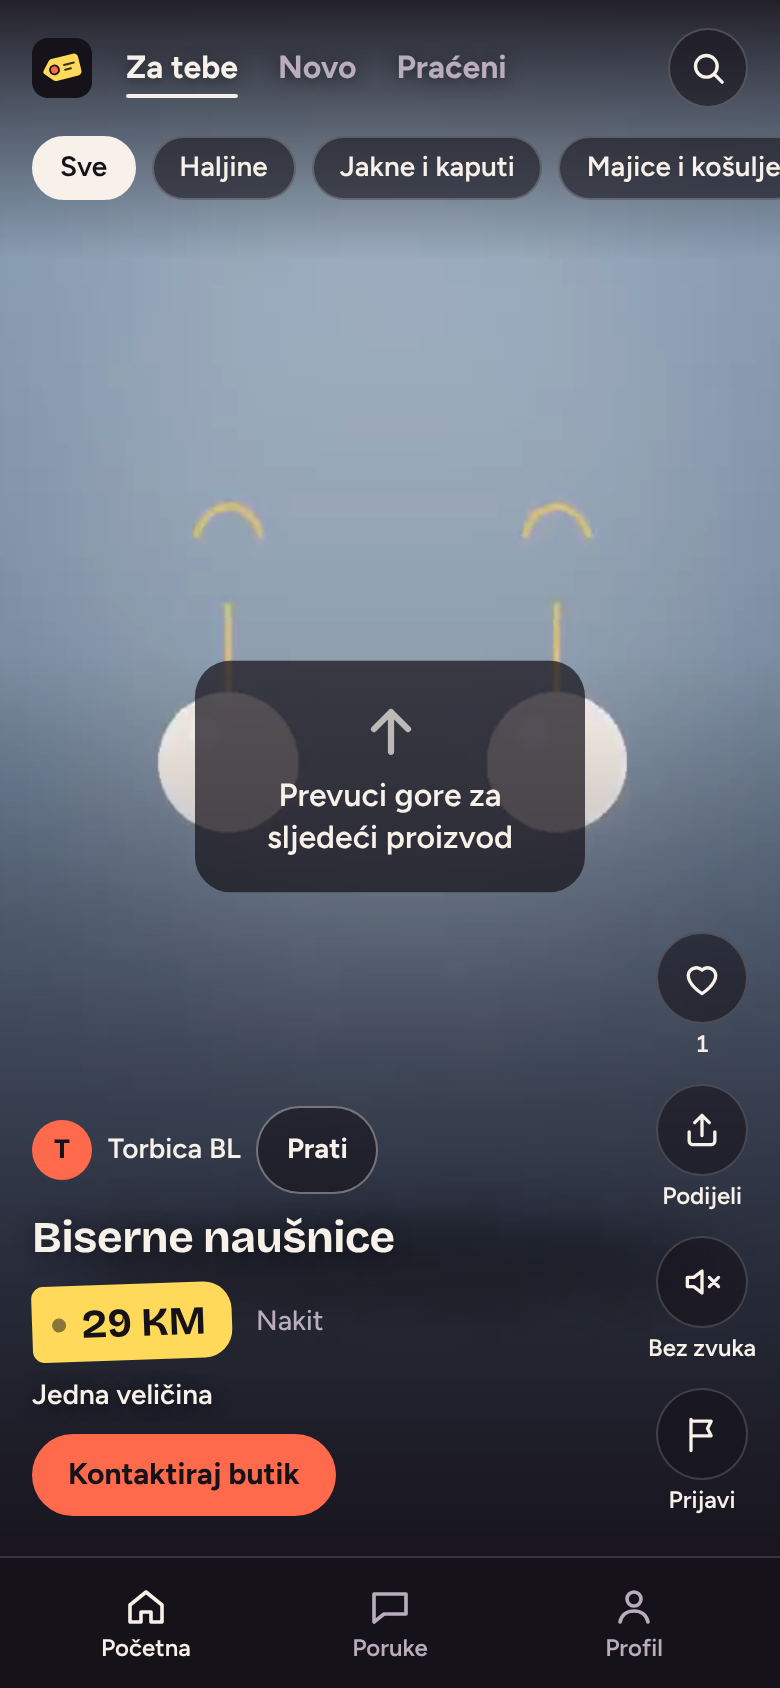 Za tebe Novo Praćeni
Sve Haljine Jakne i kaputi Majice i košulje
Prevuci gore za
sljedeći proizvod
1
Podijeli
Bez zvuka
Prijavi
T Torbica BL Prati
Biserne naušnice
29 KM Nakit
Jedna veličina
Kontaktiraj butik
Početna Poruke Profil